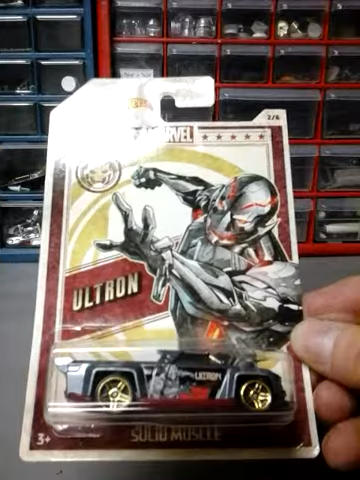 MARVEL
2/6
ULTRON
ULTRON
SOLID MUSCLE
3+